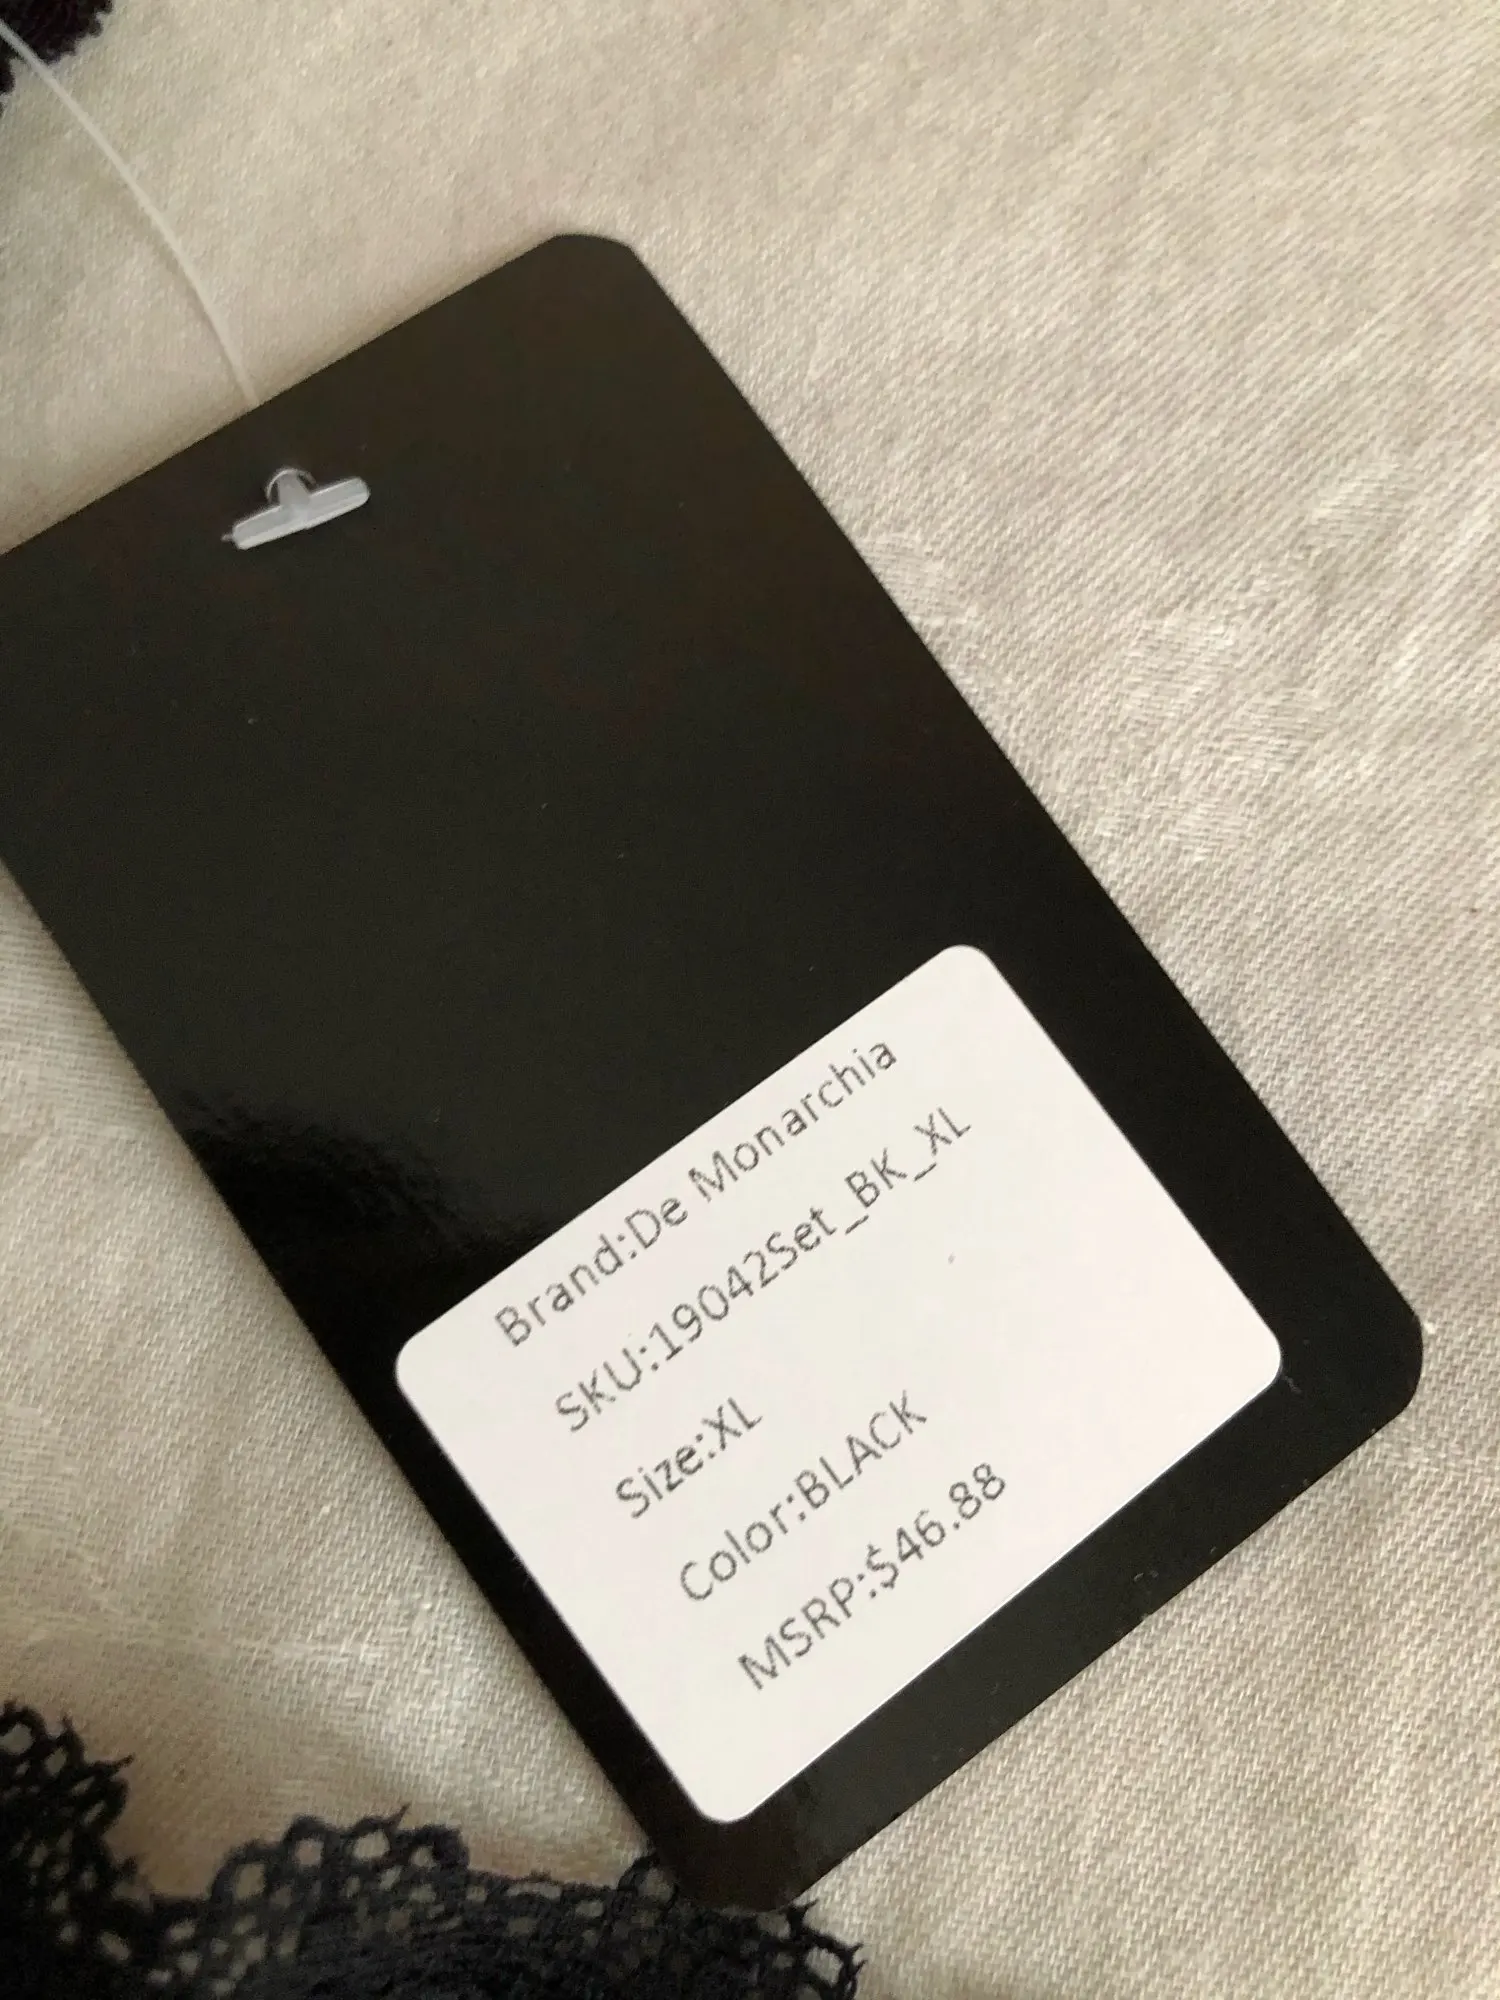 Brand:De Monarchia
SKU:19042Set_BK_XL
Size:XL
Color:BLACK
MSRP:$46.88